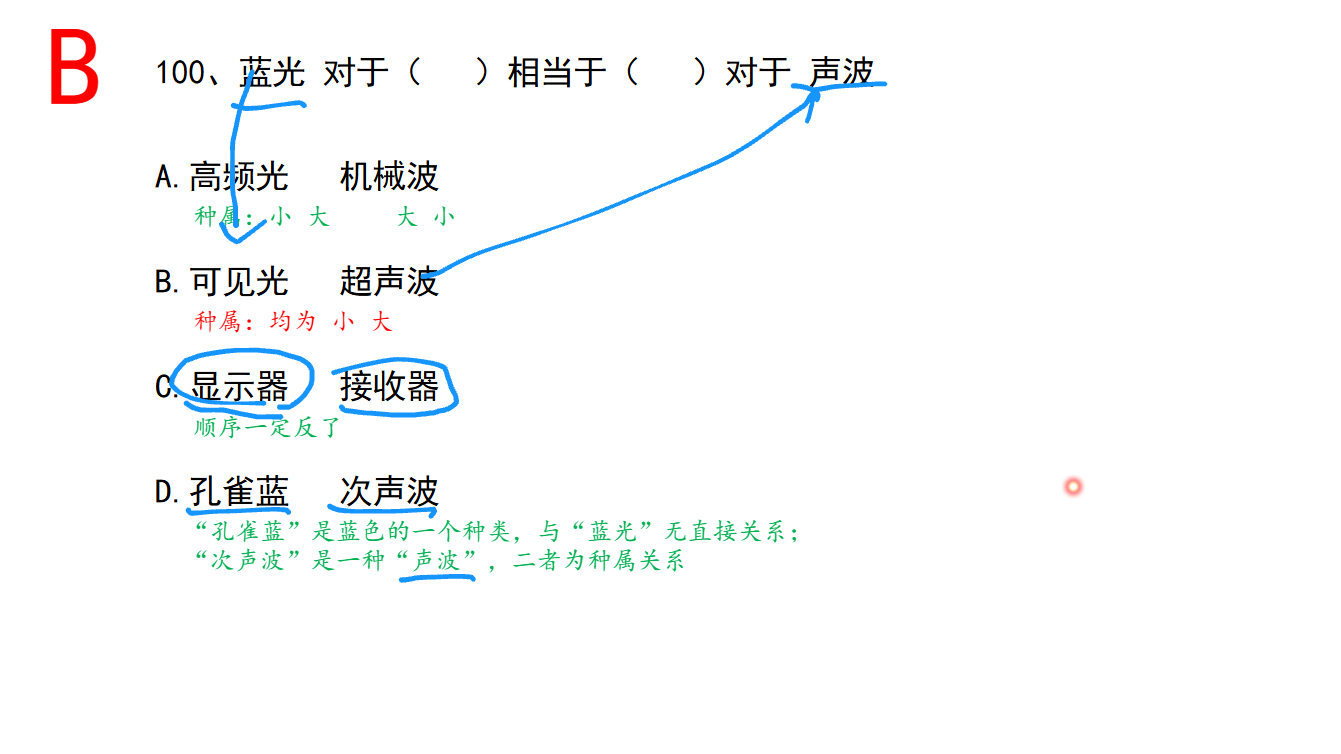 B
100、蓝光 对于（ ）相当于（ ）对于 声波
A.高频光 机械波
种属：小 大 大 小
B.可见光 超声波
种属：均为 小 大
C.显示器 接收器
顺序一定反了
D.孔雀蓝 次声波
“孔雀蓝”是蓝色的一个种类，与“蓝光”无直接关系；
“次声波”是一种“声波”，二者为种属关系